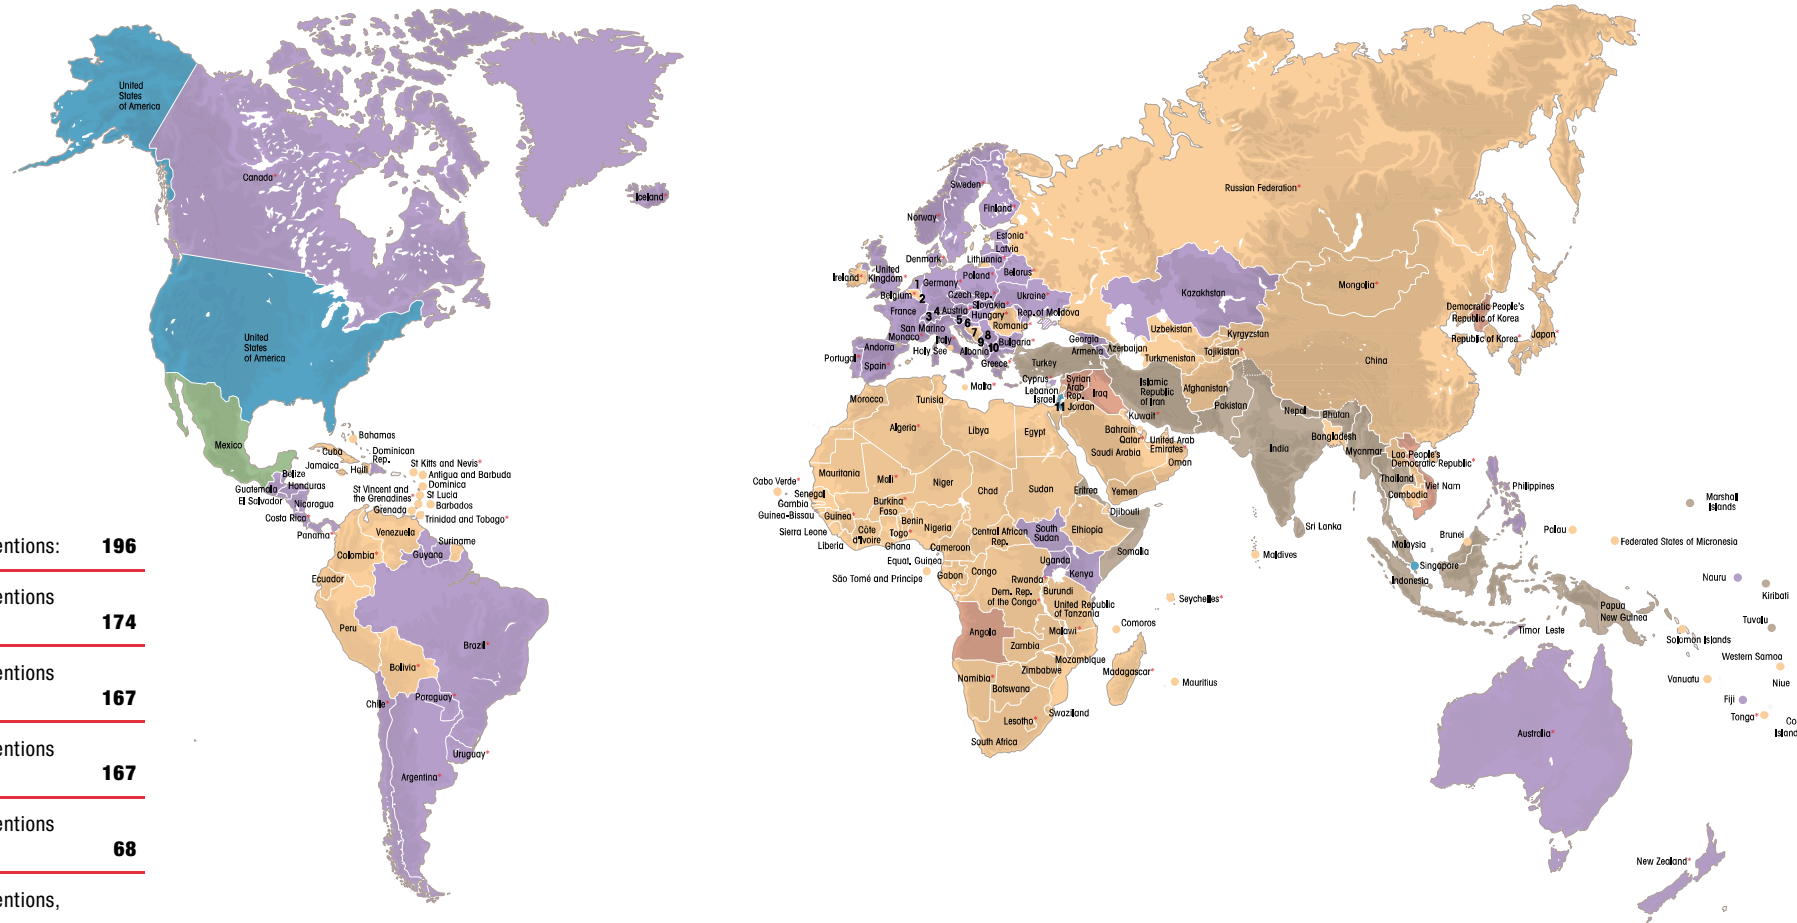 United
States
of America
Canada*
Iceland*
United
States
of America
Mexico
Bahamas
Cuba
Dominican
Rep.
Jamaica
Haiti
Belize
Guatemala
Honduras
El Salvador
Nicaragua
Costa Rica*
Panama*
St Kitts and Nevis*
Antigua and Barbuda
Dominica
St Vincent and
the Grenadines*
St Lucia
Barbados
Grenada
Trinidad and Tobago*
Venezuela
Colombia*
Guyana
Suriname
Ecuador
Peru
Brazil*
Bolivia*
Paraguay*
Chile*
Uruguay*
Argentina*
entions: 196
entions
174
entions
167
entions
167
entions
68
entions,
Sweden*
Norway*
Finland*
Estonia*
Latvia
Lithuania*
Denmark*
Ireland*
United
Kingdom*
1
Germany*
Poland*
Belarus*
Belgium*
2
Czech Rep.*
Slovakia*
Ukraine*
France
3
4
Austria
Hungary*
Rep. of Moldova
5
6
Romania*
San Marino
Monaco
7
8
Italy*
9
10
Bulgaria*
Andorra
Holy See
Albania
Portugal*
Spain*
Greece*
Malta*
Turkey
Cyprus
Georgia
Armenia
Azerbaijan
Russian Federation*
Kazakhstan
Mongolia*
Uzbekistan
Kyrgyzstan
Turkmenistan
Tajikistan*
China
Democratic People's
Republic of Korea
Republic of Korea*
Japan*
Lebanon
Israel
Syrian
Arab
Rep.
Iraq
11
Jordan
Islamic
Republic
of Iran
Afghanistan
Kuwait*
Pakistan
Nepal
Bhutan
Bahrain
Qatar*
United Arab
Emirates*
Saudi Arabia
Oman
Yemen
India
Bangladesh
Myanmar
Lao People's
Democratic Republic*
Thailand
Viet Nam
Cambodia
Philippines
Sri Lanka
Maldives
Malaysia
Brunei
Singapore
Indonesia
Timor Leste
Papua
New Guinea
Palau
Federated States of Micronesia
Marshall
Islands
Nauru
Kiribati
Tuvalu
Solomon Islands
Western Samoa
Vanuatu
Niue
Fiji
Tonga*
Co
Island
Australia*
New Zealand*
Morocco
Tunisia
Algeria*
Libya
Egypt
Mauritania
Mali*
Niger
Chad
Sudan
Eritrea
Djibouti
Cabo Verde*
Senegal
Gambia
Guinea-Bissau
Guinea*
Sierra Leone
Liberia
Burkina*
Faso
Côte
d'Ivoire
Togo*
Ghana
Benin
Nigeria
Cameroon
Central African
Rep.
South
Sudan
Ethiopia
Somalia
Equat. Guinea
São Tomé and Principe
Gabon
Congo
Uganda
Kenya
Rwanda*
Burundi
Dem. Rep.
of the Congo*
United Republic
of Tanzania
Seychelles*
Comoros
Angola
Malawi*
Zambia
Mozambique
Zimbabwe
Madagascar*
Mauritius
Namibia*
Botswana
Swaziland
Lesotho*
South Africa